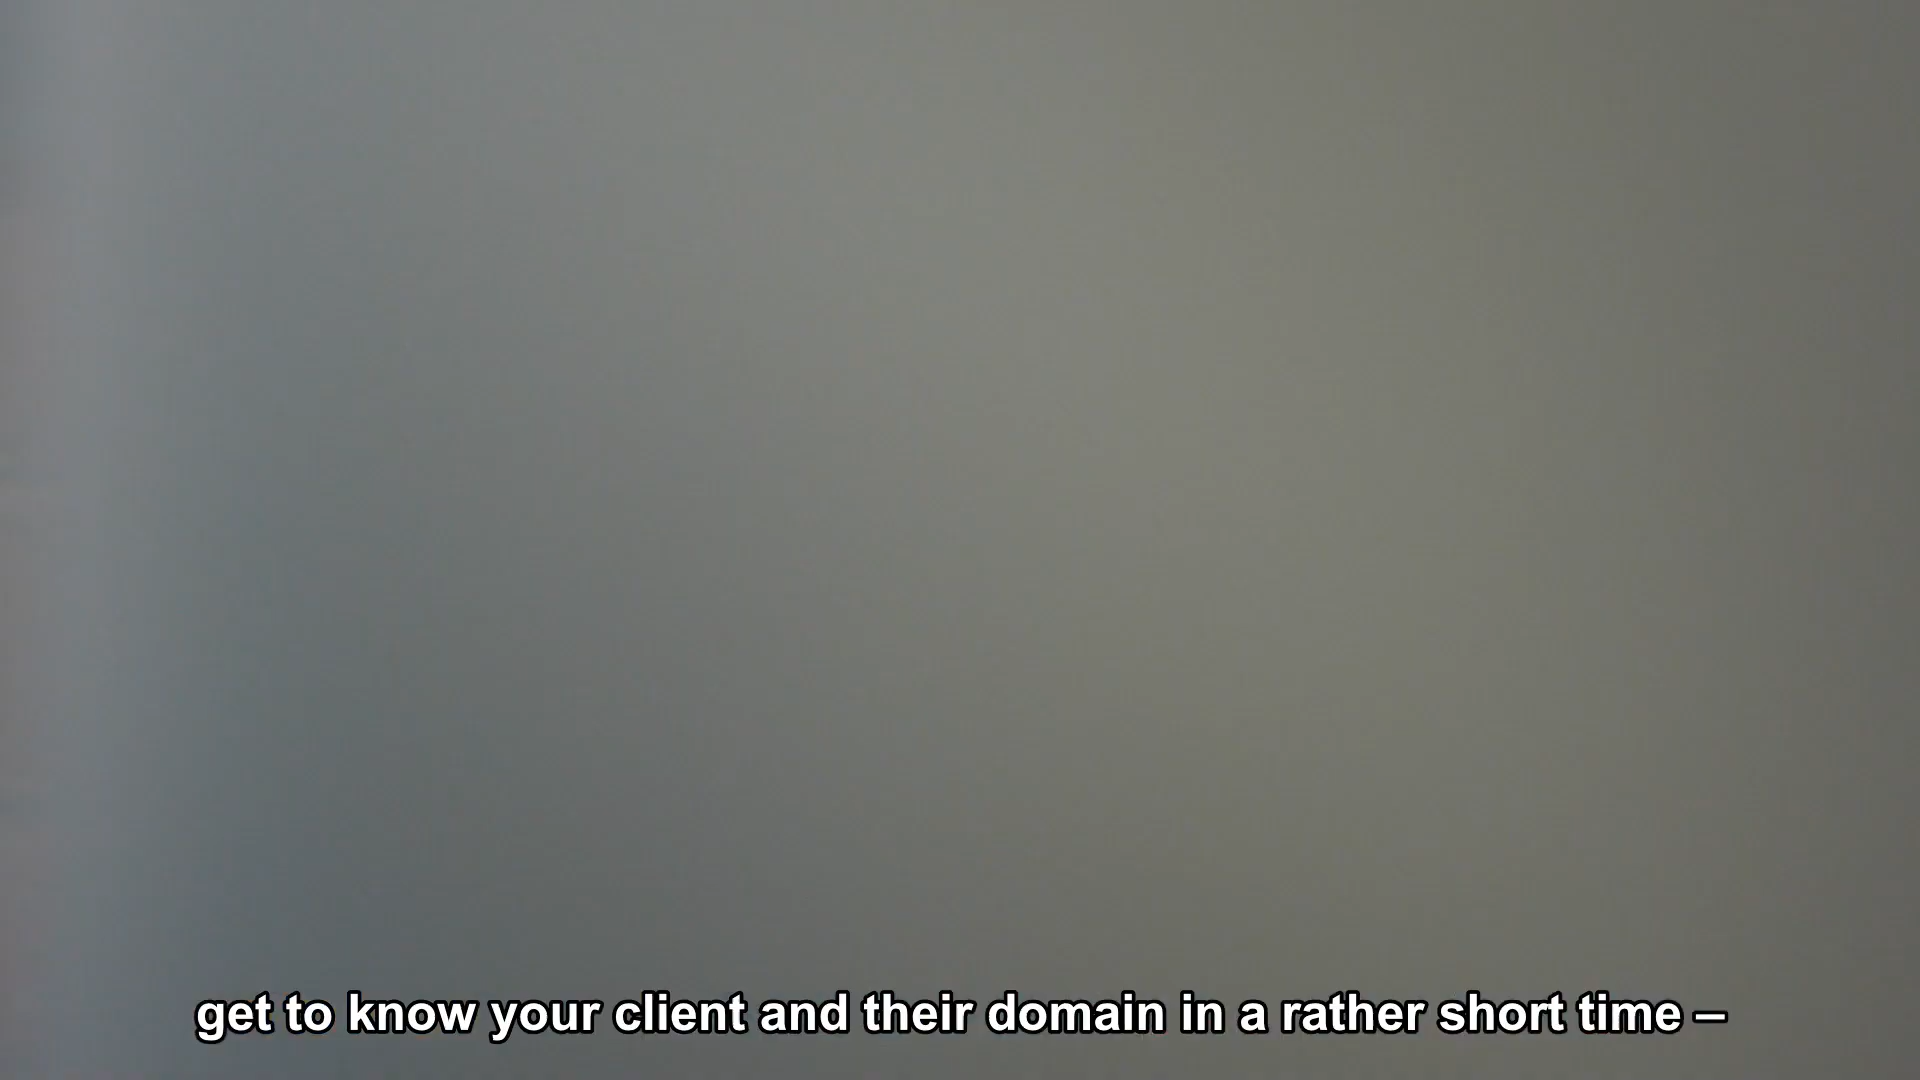 get to know your client and their domain in a rather short time –